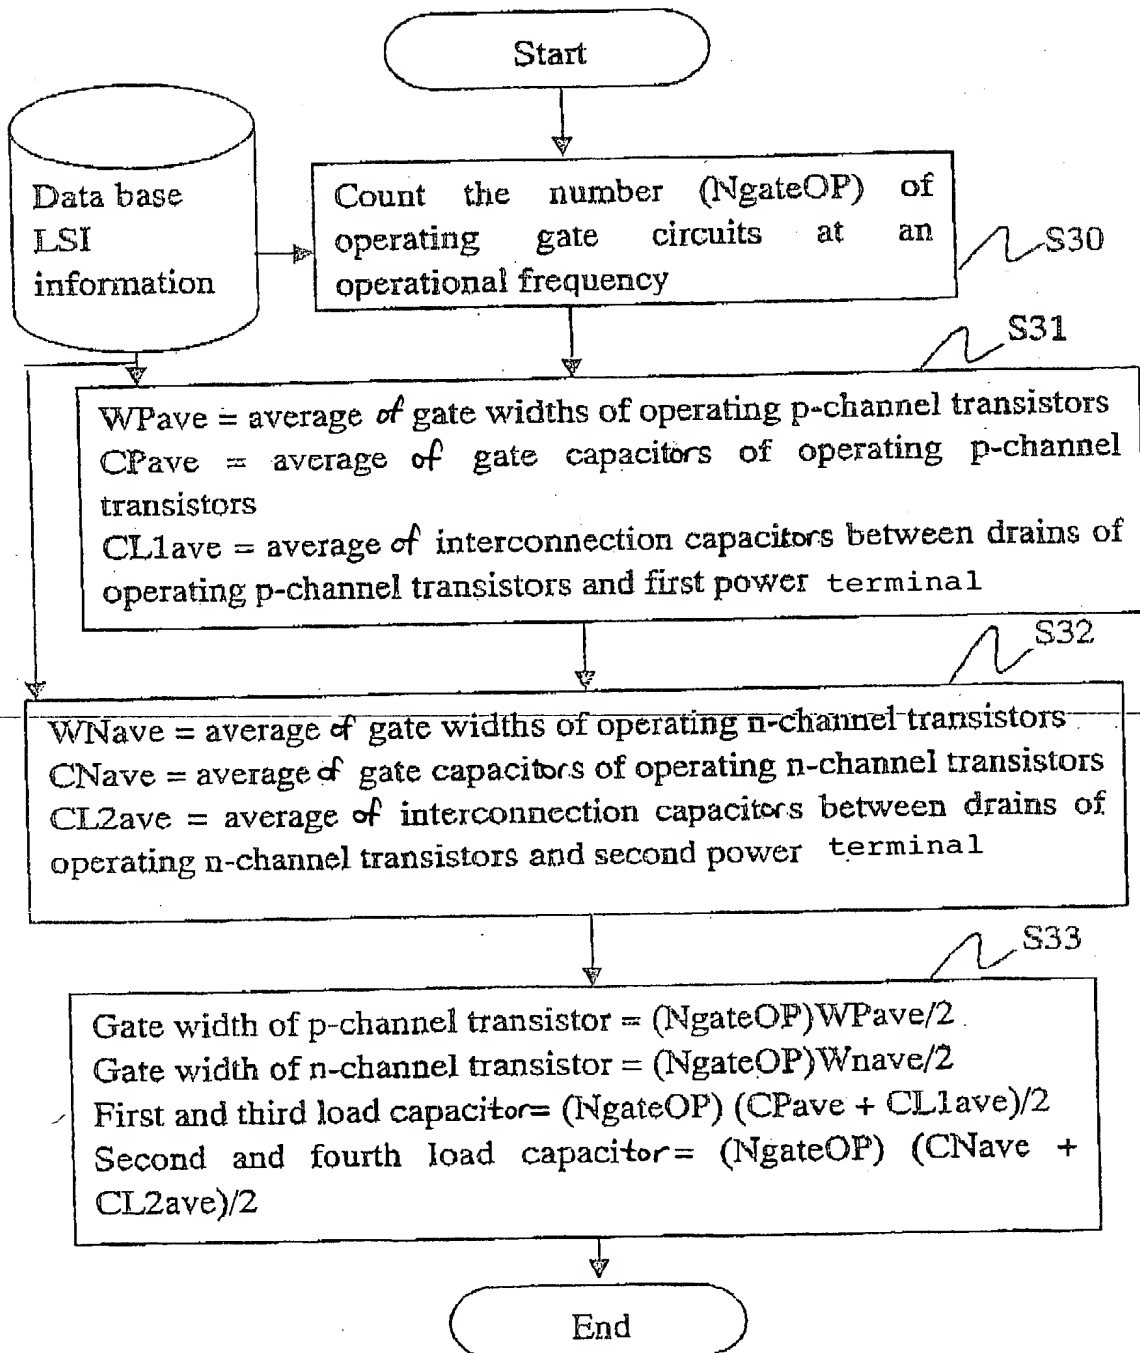 Start
Data base
LSI
information
Count the number (NgateOP) of
operating gate circuits at an
operational frequency
S30
S31
WPave = average of gate widths of operating p-channel transistors
CPave = average of gate capacitors of operating p-channel
transistors
CL1ave = average of interconnection capacitors between drains of
operating p-channel transistors and first power terminal
S32
WNave = average of gate widths of operating n-channel transistors
CNave = average of gate capacitors of operating n-channel transistors
CL2ave = average of interconnection capacitors between drains of
operating n-channel transistors and second power terminal
S33
Gate width of p-channel transistor = (NgateOP)WPave/2
Gate width of n-channel transistor = (NgateOP)Wnave/2
First and third load capacitor= (NgateOP) (CPave + CL1ave)/2
Second and fourth load capacitor= (NgateOP) (CNave +
CL2ave)/2
End